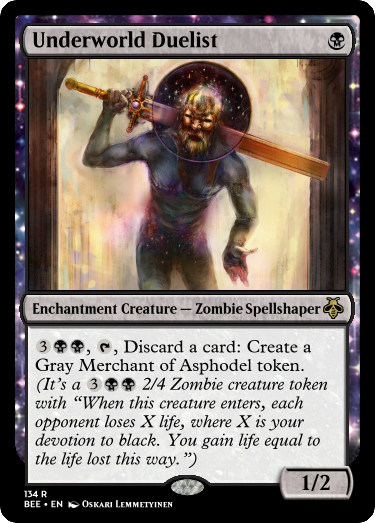 Underworld Duelist
Enchantment Creature — Zombie Spellshaper
3, Discard a card: Create a
Gray Merchant of Asphodel token.
(It's a 3 2/4 Zombie creature token
with “When this creature enters, each
opponent loses X life, where X is your
devotion to black. You gain life equal to
the life lost this way.”)
1/2
134 R
BEE • EN Oskari Lemmetyinen